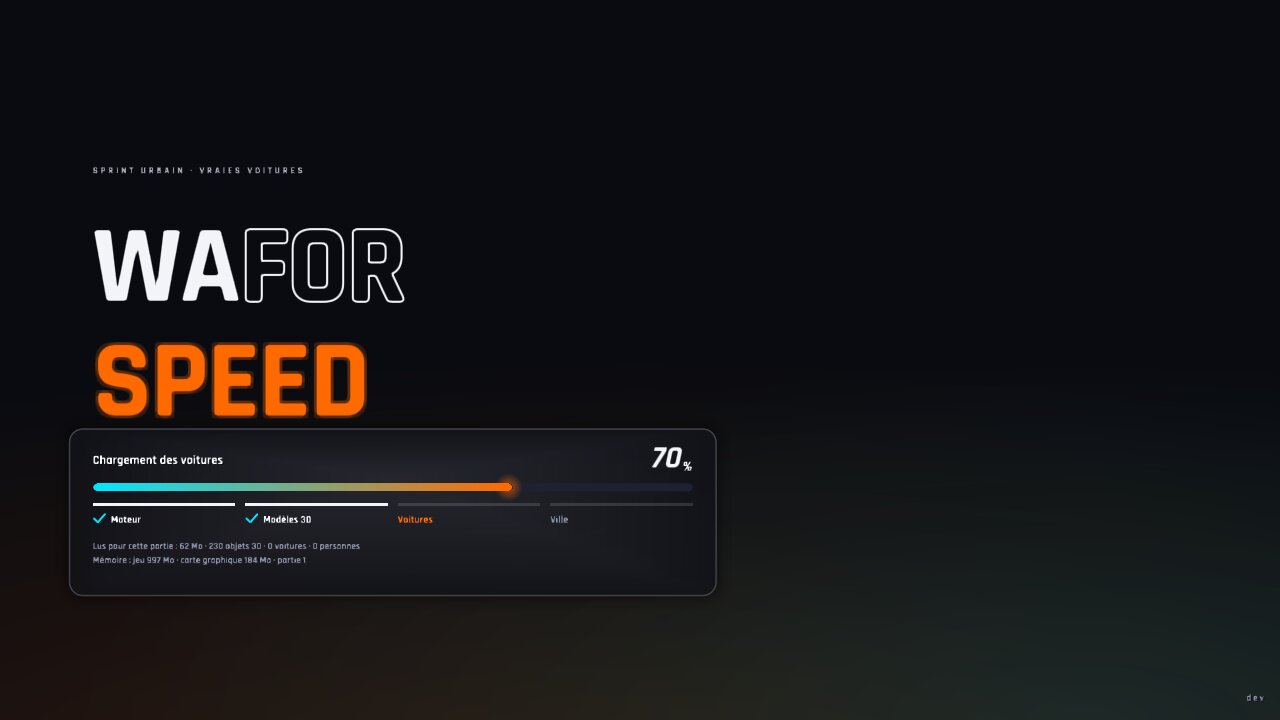 SPRINT URBAIN · VRAIES VOITURES
WAFOR
SPEED
Chargement des voitures
70%
Moteur
Modèles 3D
Voitures
Ville
Lus pour cette partie : 62 Mo · 230 objets 3D · 0 voitures · 0 personnes
Mémoire : jeu 997 Mo · carte graphique 184 Mo · partie 1
dev